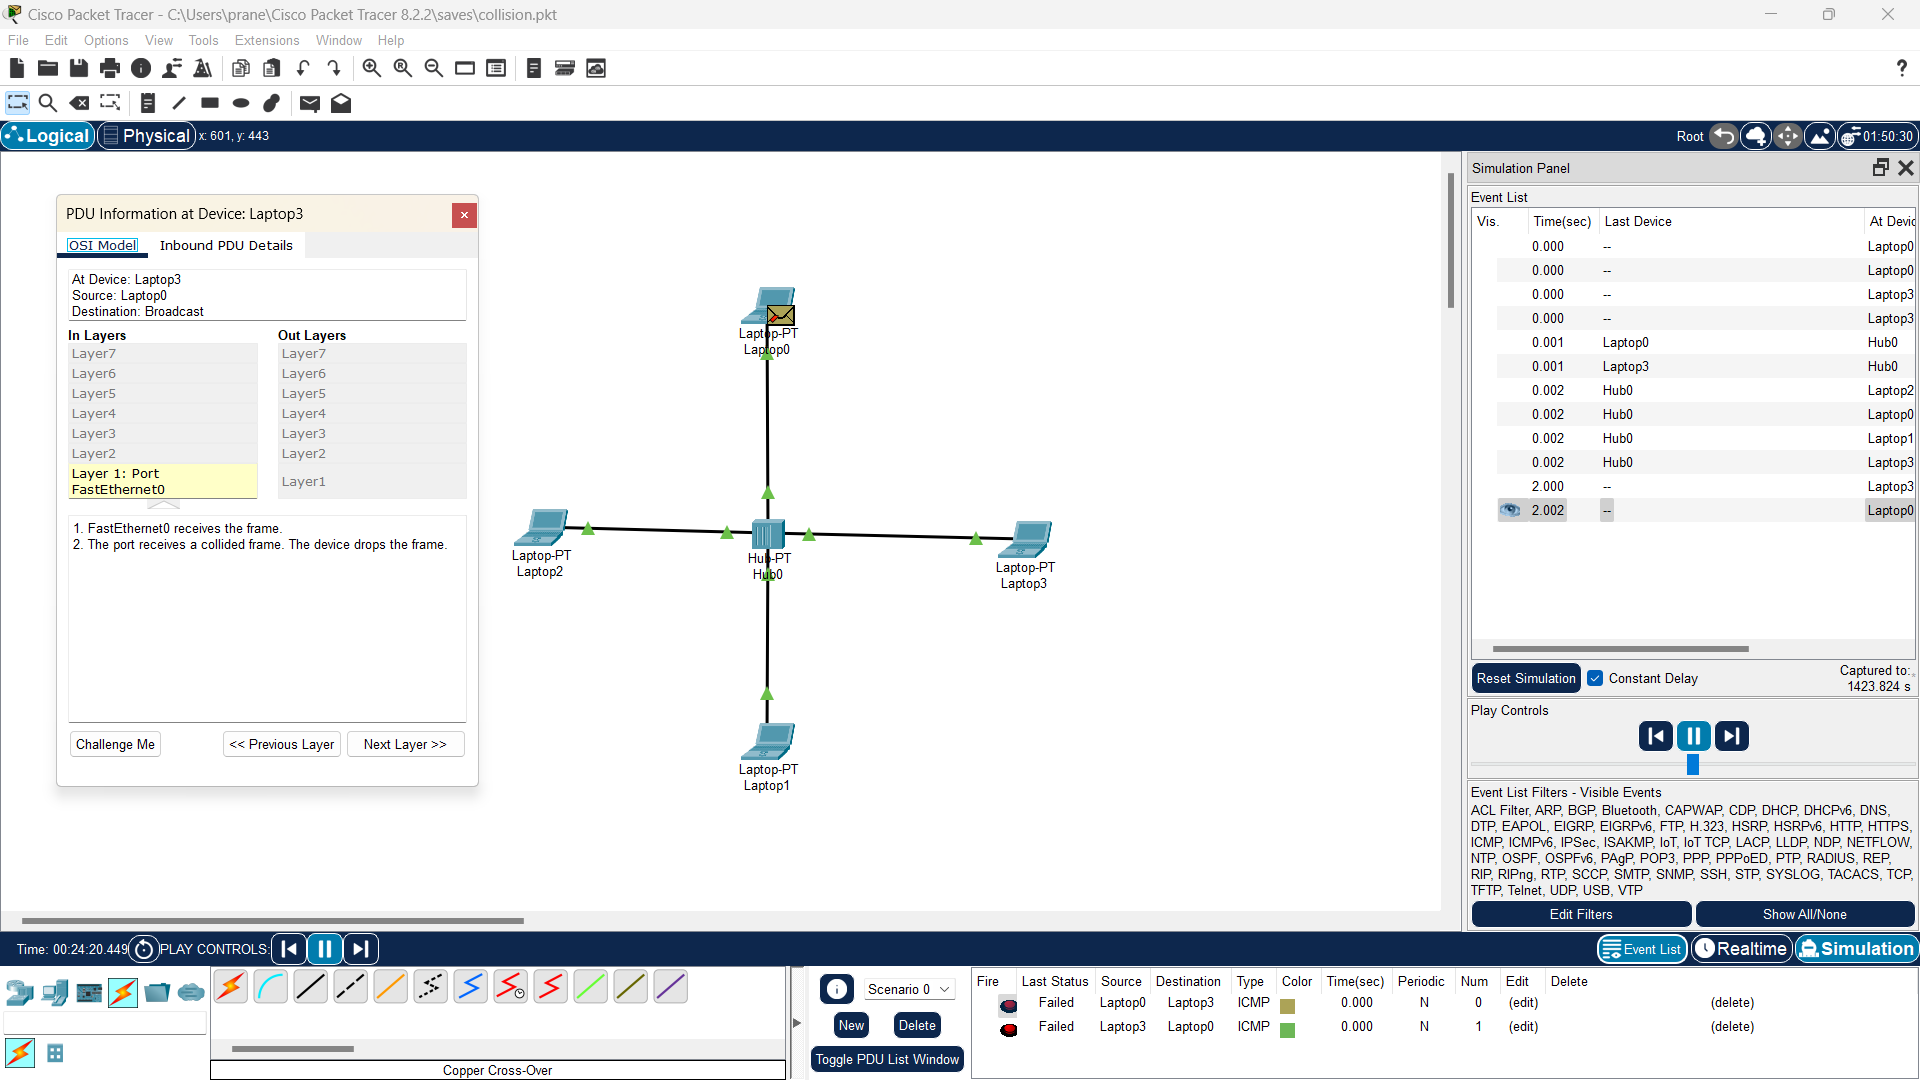 Cisco Packet Tracer - C:\Users\prane\Cisco Packet Tracer 8.2.2\saves\collision.pkt
File Edit Options View Tools Extensions Window Help
Logical Physical x: 601, y: 443
Root 01:50:30
PDU Information at Device: Laptop3
OSI Model Inbound PDU Details
At Device: Laptop3
Source: Laptop0
Destination: Broadcast
In Layers Out Layers
Layer7 Layer7
Layer6 Layer6
Layer5 Layer5
Layer4 Layer4
Layer3 Layer3
Layer2 Layer2
Layer 1: Port
FastEthernet0
Layer1
1. FastEthernet0 receives the frame.
2. The port receives a collided frame. The device drops the frame.
Challenge Me << Previous Layer Next Layer >>
Laptop-PT
Laptop0
Laptop-PT
Laptop2
Hub-PT
Hub0
Laptop-PT
Laptop3
Laptop-PT
Laptop1
Simulation Panel
Event List
Vis. Time(sec) Last Device At Devic
0.000 -- Laptop0
0.000 -- Laptop0
0.000 -- Laptop3
0.000 -- Laptop3
0.001 Laptop0 Hub0
0.001 Laptop3 Hub0
0.002 Hub0 Laptop2
0.002 Hub0 Laptop0
0.002 Hub0 Laptop1
0.002 Hub0 Laptop3
2.000 -- Laptop3
2.002 -- Laptop0
Reset Simulation Constant Delay
Captured to:
1423.824 s
Play Controls
Event List Filters - Visible Events
ACL Filter, ARP, BGP, Bluetooth, CAPWAP, CDP, DHCP, DHCPv6, DNS,
DTP, EAPOL, EIGRP, EIGRPv6, FTP, H.323, HSRP, HSRPv6, HTTP, HTTPS,
ICMP, ICMPv6, IPSec, ISAKMP, IoT, IoT TCP, LACP, LLDP, NDP, NETFLOW,
NTP, OSPF, OSPFv6, PAgP, POP3, PPP, PPPoED, PTP, RADIUS, REP,
RIP, RIPng, RTP, SCCP, SMTP, SNMP, SSH, STP, SYSLOG, TACACS, TCP,
TFTP, Telnet, UDP, USB, VTP
Edit Filters Show All/None
Time: 00:24:20.449 PLAY CONTROLS:
Event List Realtime Simulation
Copper Cross-Over
Scenario 0
New Delete
Toggle PDU List Window
Fire Last Status Source Destination Type Color Time(sec) Periodic Num Edit Delete
Failed Laptop0 Laptop3 ICMP 0.000 N 0 (edit) (delete)
Failed Laptop3 Laptop0 ICMP 0.000 N 1 (edit) (delete)